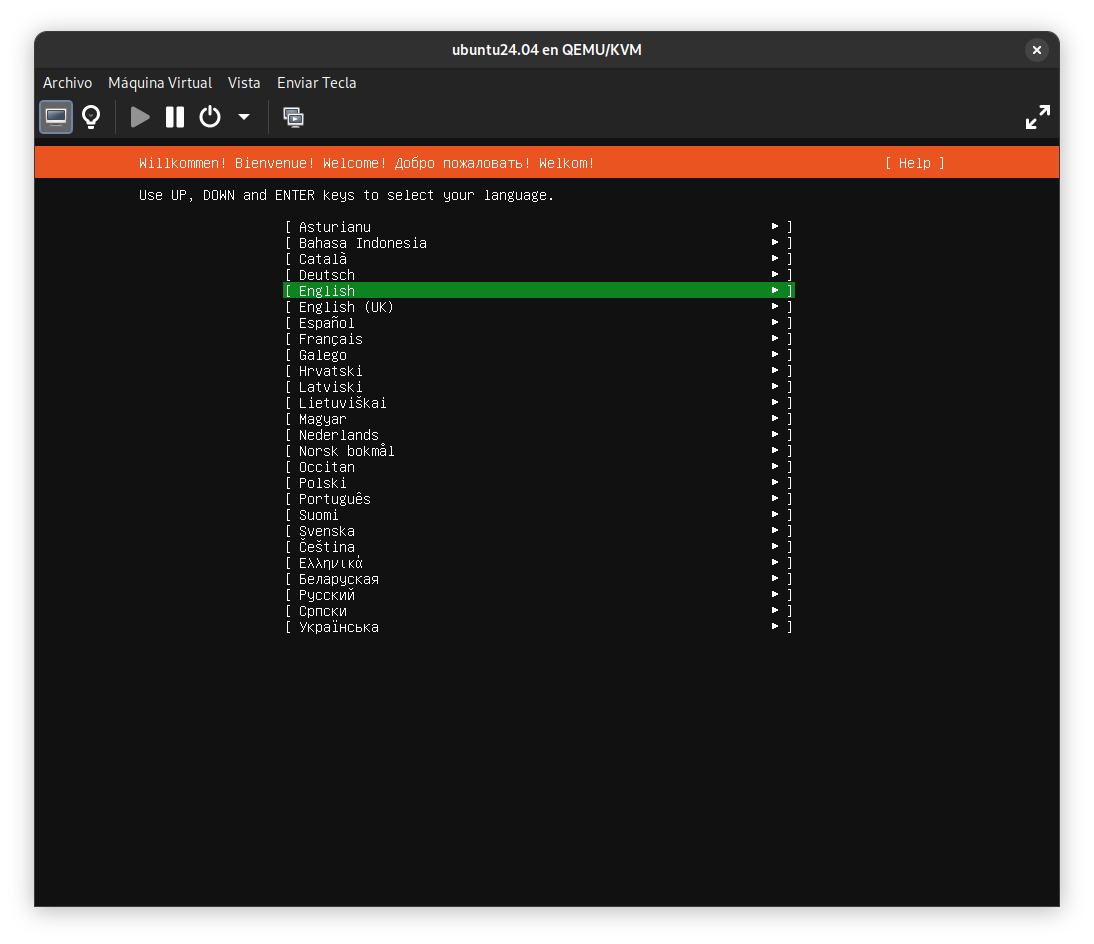 ubuntu24.04 en QEMU/KVM
Archivo Máquina Virtual Vista Enviar Tecla
Willkommen! Bienvenue! Welcome! Добро пожаловать! Welkom! [ Help ]
Use UP, DOWN and ENTER keys to select your language.
[ Asturianu ▸ ]
[ Bahasa Indonesia ▸ ]
[ Català ▸ ]
[ Deutsch ▸ ]
[ English ▸ ]
[ English (UK) ▸ ]
[ Español ▸ ]
[ Français ▸ ]
[ Galego ▸ ]
[ Hrvatski ▸ ]
[ Latviski ▸ ]
[ Lietuviškai ▸ ]
[ Magyar ▸ ]
[ Nederlands ▸ ]
[ Norsk bokmål ▸ ]
[ Occitan ▸ ]
[ Polski ▸ ]
[ Português ▸ ]
[ Suomi ▸ ]
[ Svenska ▸ ]
[ Čeština ▸ ]
[ Ελληνικά ▸ ]
[ Беларуская ▸ ]
[ Русский ▸ ]
[ Српски ▸ ]
[ Українська ▸ ]